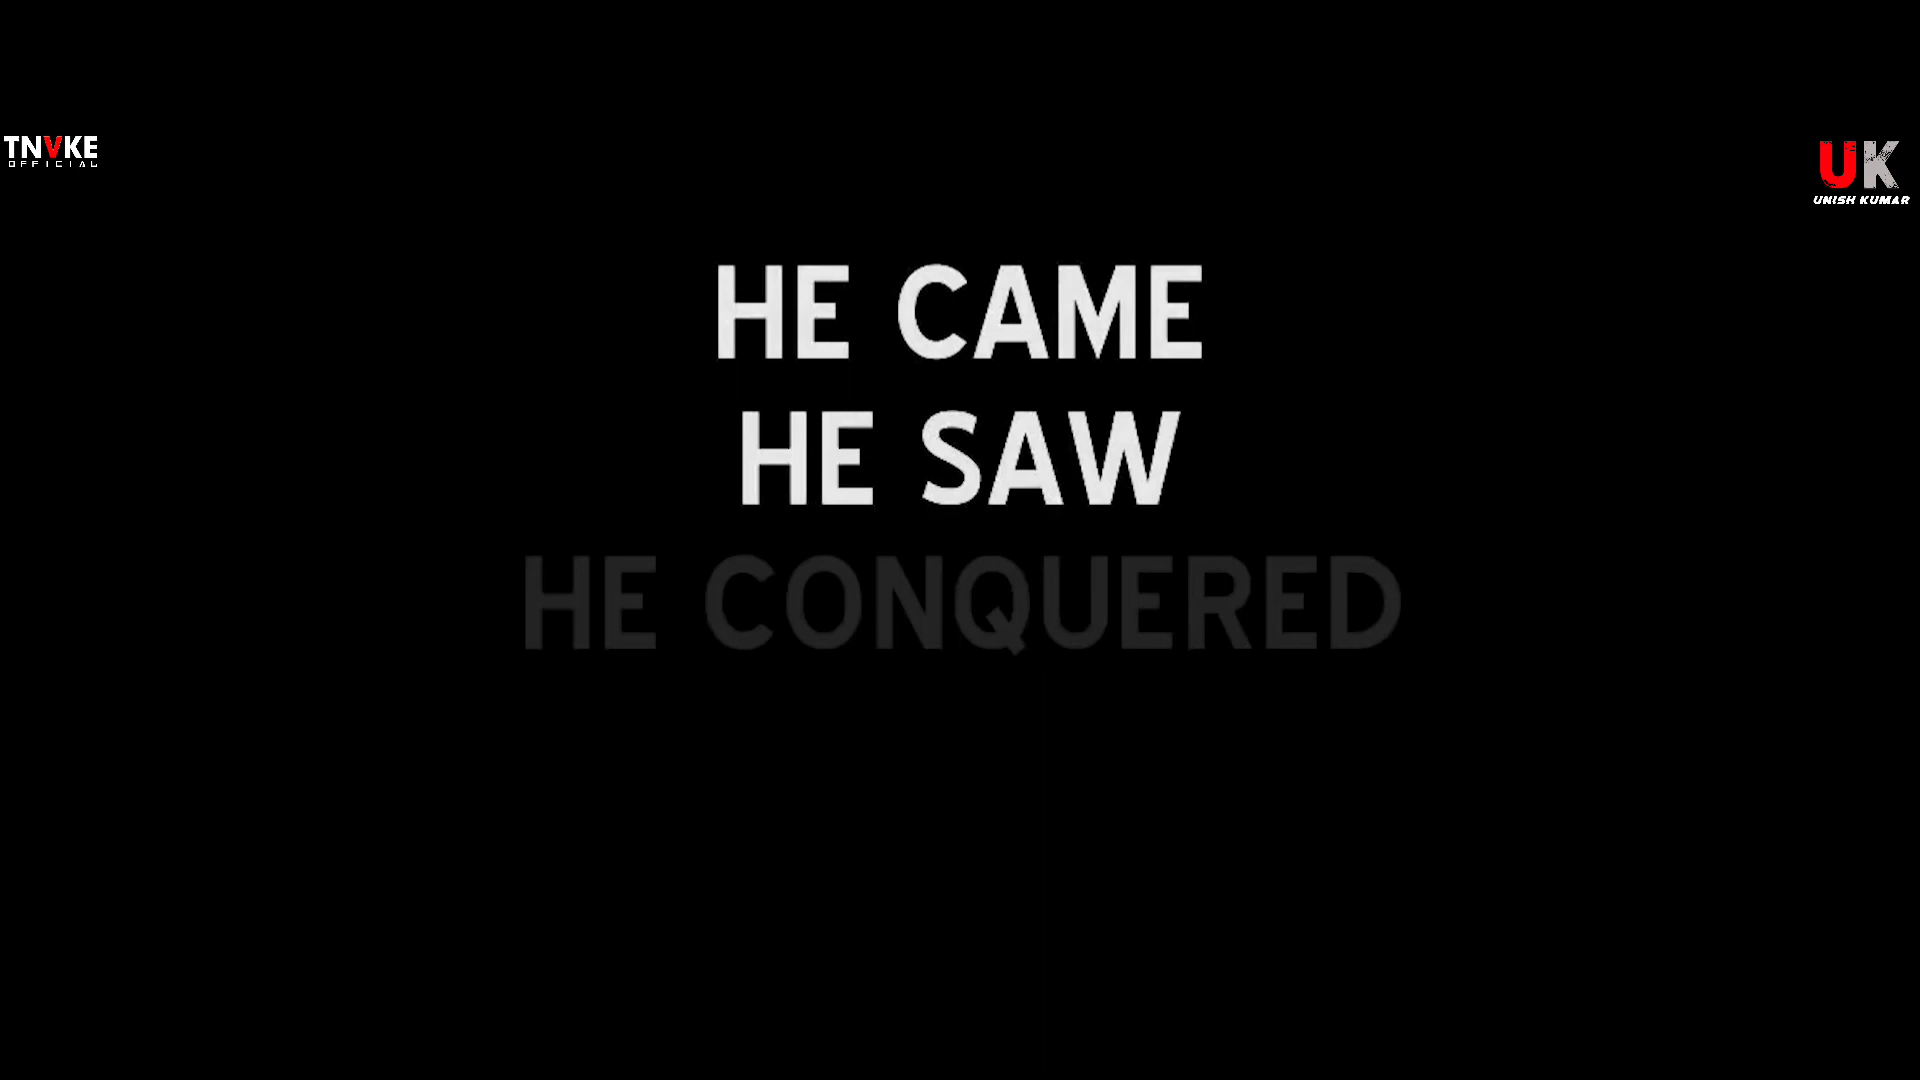 TNVKE
OFFICIAL
UK
UNISH KUMAR
HE CAME
HE SAW
HE CONQUERED